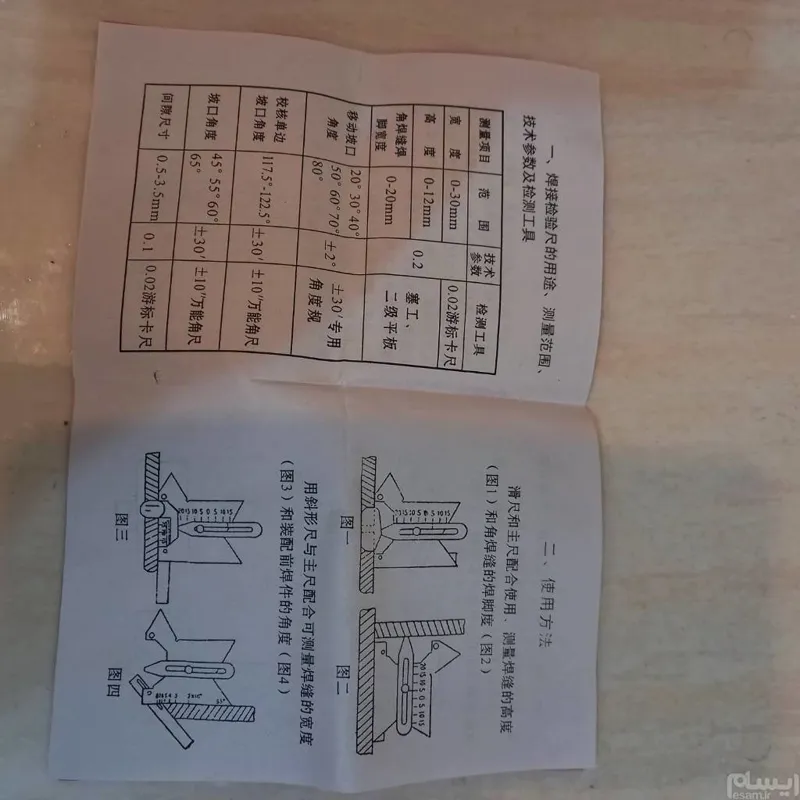 一、焊接检验尺的用途、测量范围、
技术参数及检测工具
测量项目 范 围 技术参数 检测工具
宽 度 0-30mm 0.2 0.02游标卡尺
高 度 0-12mm 塞工、
角焊缝焊脚宽度 0-20mm 二级平板
移动坡口角度 20° 30° 40° 50° 60° 70° 80° ±2° ±30′专用角度规
校核单边坡口角度 117.5°-122.5° ±30′ ±10″万能角尺
坡口角度 45° 55° 60° 65° ±30′ ±10″万能角尺
间隙尺寸 0.5-3.5mm 0.1 0.02游标卡尺
二、使用方法
滑尺和主尺配合使用、测量焊缝的高度
(图1)和角焊缝的焊脚度(图2)
图一
图二
用斜形尺与主尺配合可测量焊缝的宽度
(图3)和装配前焊件的角度(图4)
图三
图四
ایسام
esam.ir